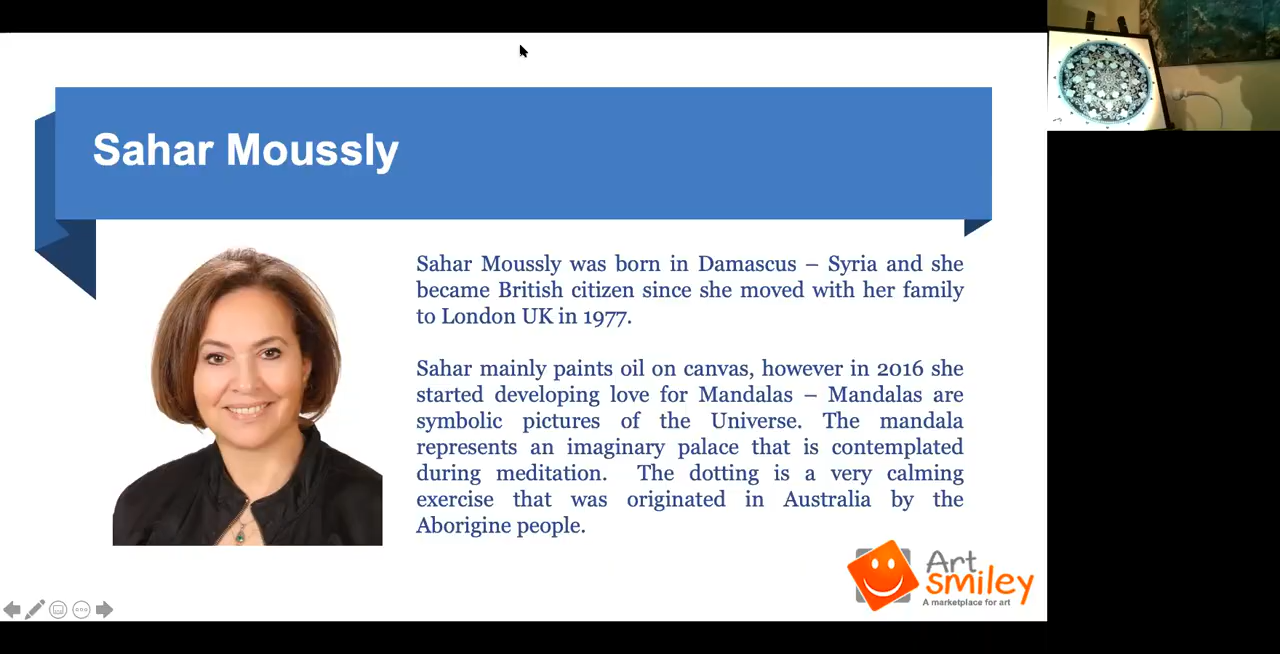 Sahar Moussly
Sahar Moussly was born in Damascus – Syria and she
became British citizen since she moved with her family
to London UK in 1977.
Sahar mainly paints oil on canvas, however in 2016 she
started developing love for Mandalas – Mandalas are
symbolic pictures of the Universe. The mandala
represents an imaginary palace that is contemplated
during meditation. The dotting is a very calming
exercise that was originated in Australia by the
Aborigine people.
Art
smiley
A marketplace for art